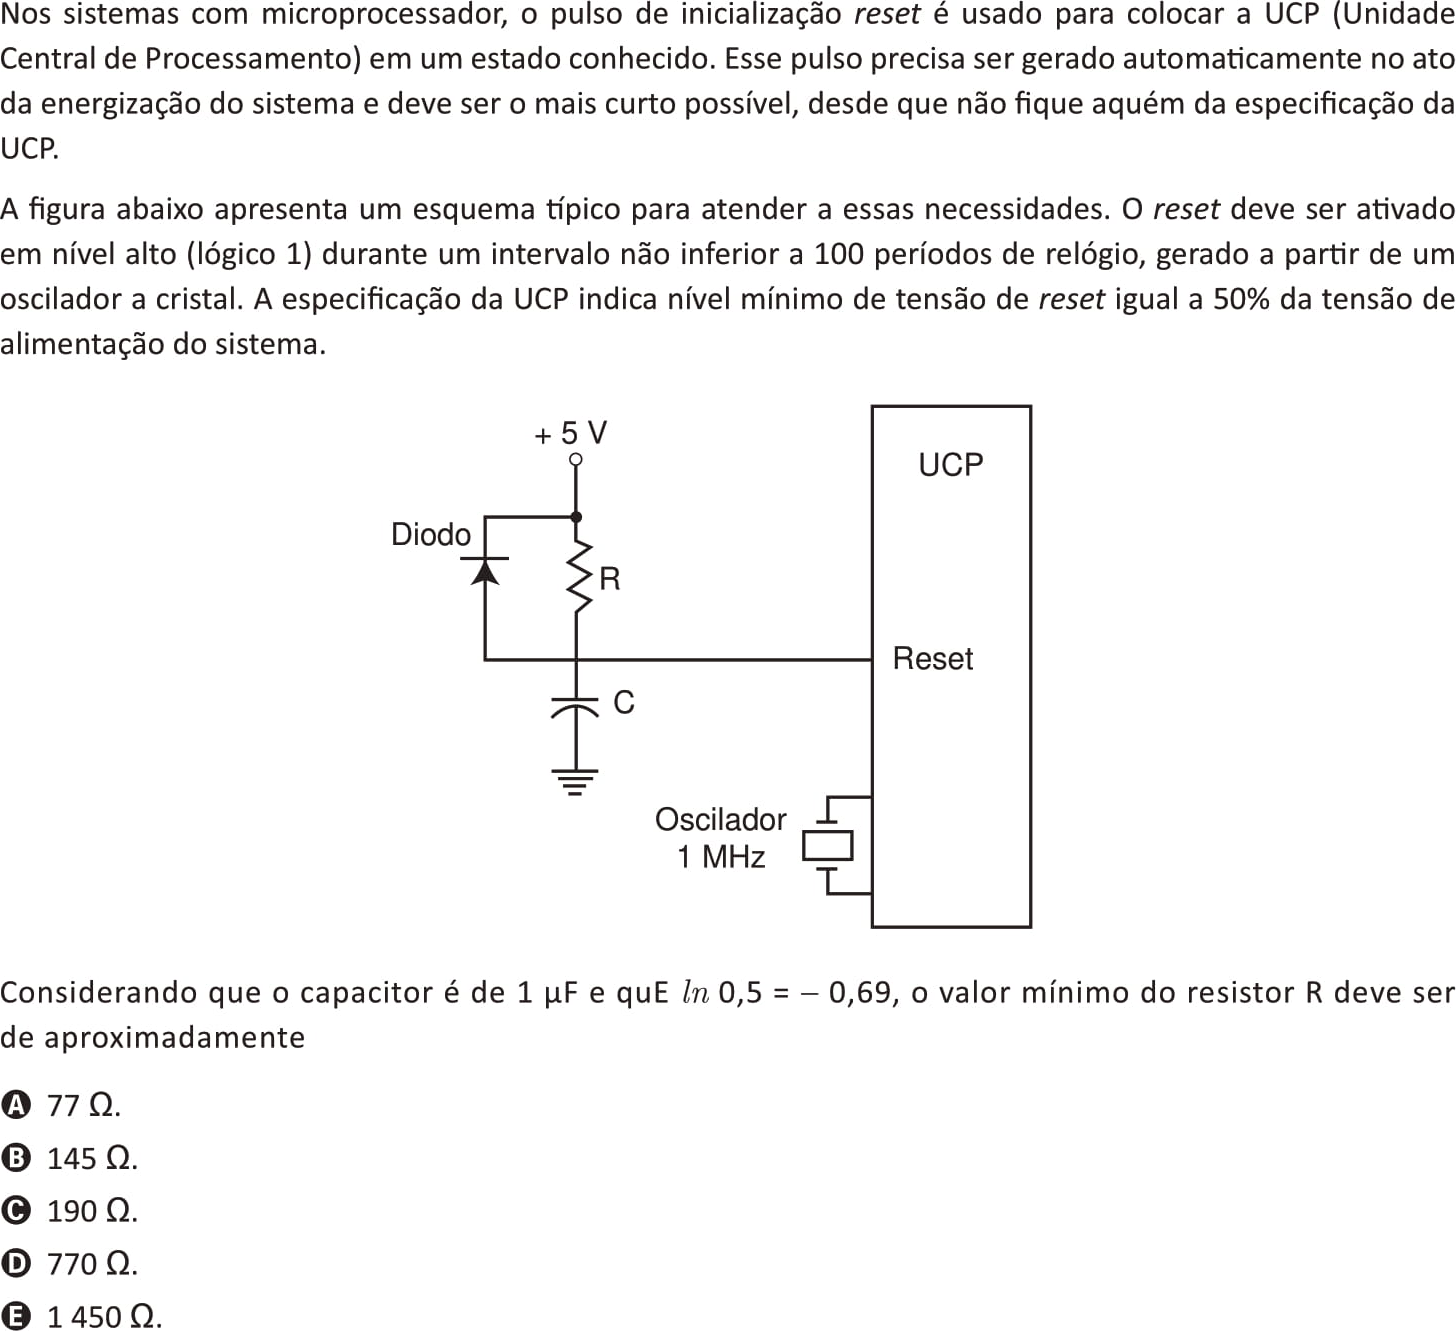 Nos sistemas com microprocessador, o pulso de inicialização reset é usado para colocar a UCP (Unidade
Central de Processamento) em um estado conhecido. Esse pulso precisa ser gerado automaticamente no ato
da energização do sistema e deve ser o mais curto possível, desde que não fique aquém da especificação da
UCP.
A figura abaixo apresenta um esquema típico para atender a essas necessidades. O reset deve ser ativado
em nível alto (lógico 1) durante um intervalo não inferior a 100 períodos de relógio, gerado a partir de um
oscilador a cristal. A especificação da UCP indica nível mínimo de tensão de reset igual a 50% da tensão de
alimentação do sistema.
+ 5 V
UCP
Diodo
R
Reset
C
Oscilador
1 MHz
Considerando que o capacitor é de 1 µF e quE ln 0,5 = – 0,69, o valor mínimo do resistor R deve ser
de aproximadamente
A 77 Ω.
B 145 Ω.
C 190 Ω.
D 770 Ω.
E 1 450 Ω.